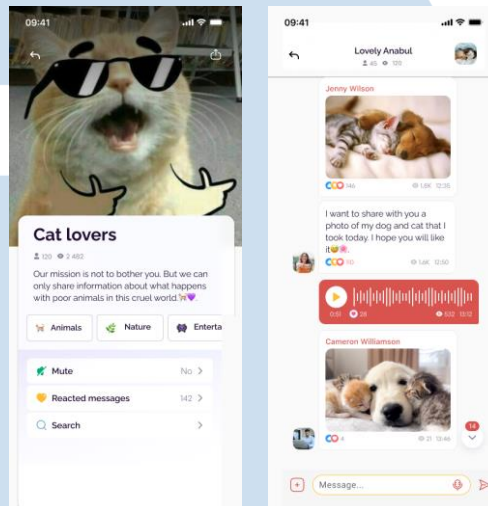 09:41
Cat lovers
120 2 483
Our mission is not to bother you. But we can
only share information about what happens
with poor animals in this cruel world.
Animals
Nature
Enterta
Mute No
Reacted messages 142
Search
09:41
Lovely Anabul
45 120
Jenny Wilson
146 1,6K 12:35
I want to share with you a
photo of my dog and cat that I
took today. I hope you will like
it
1,6K 12:50
0:51 28 532 13:12
Cameron Williamson
4 21 13:46
14
Message...